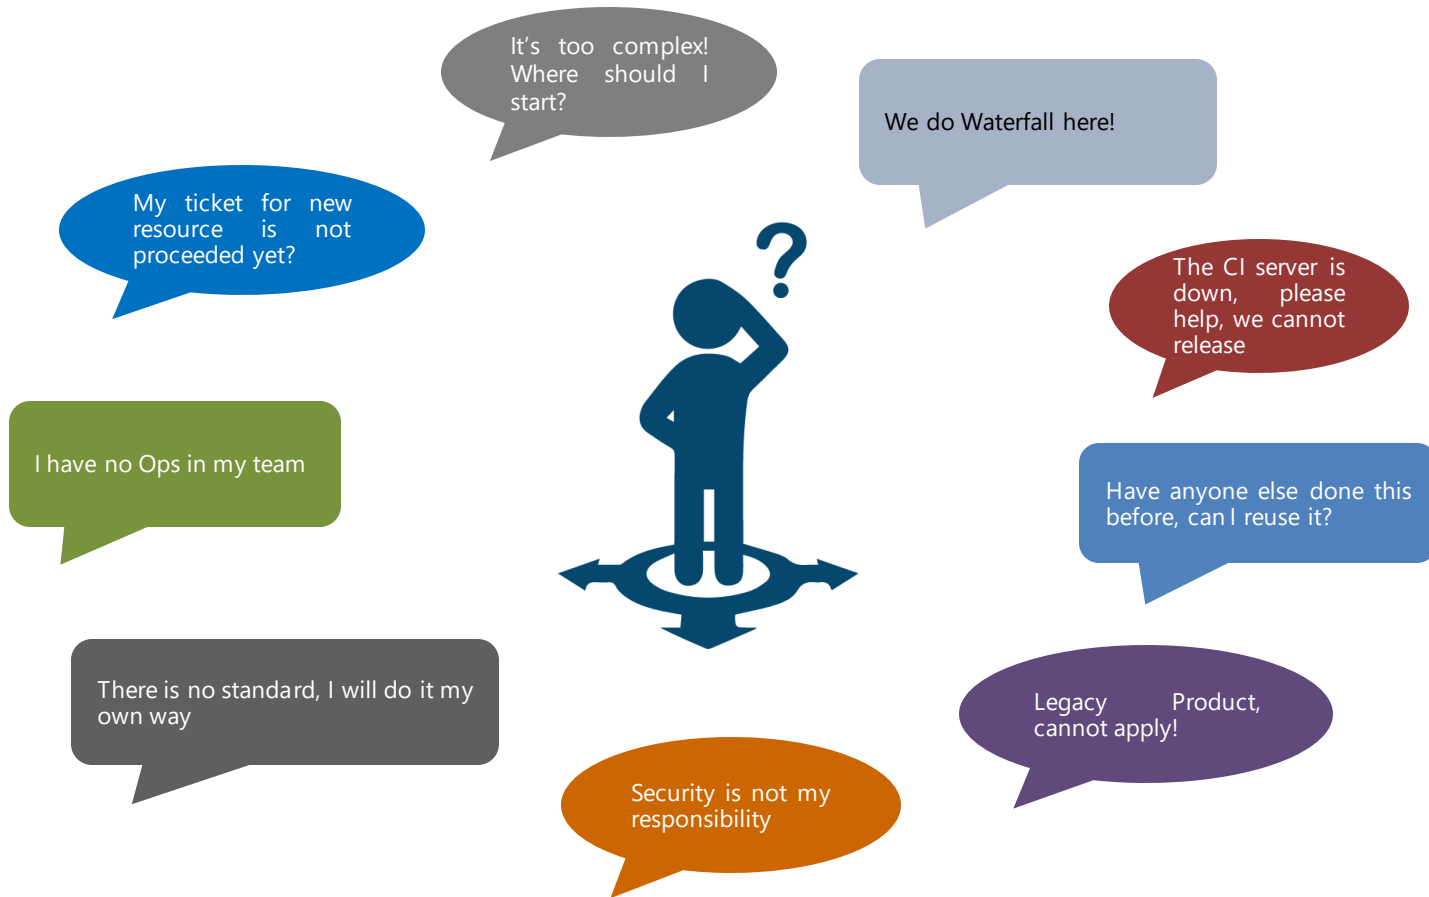 It's too complex!
Where should I
start?
We do Waterfall here!
My ticket for new
resource is not
proceeded yet?
The CI server is
down, please
help, we cannot
release
I have no Ops in my team
Have anyone else done this
before, can I reuse it?
There is no standard, I will do it my
own way
Legacy Product,
cannot apply!
Security is not my
responsibility
?